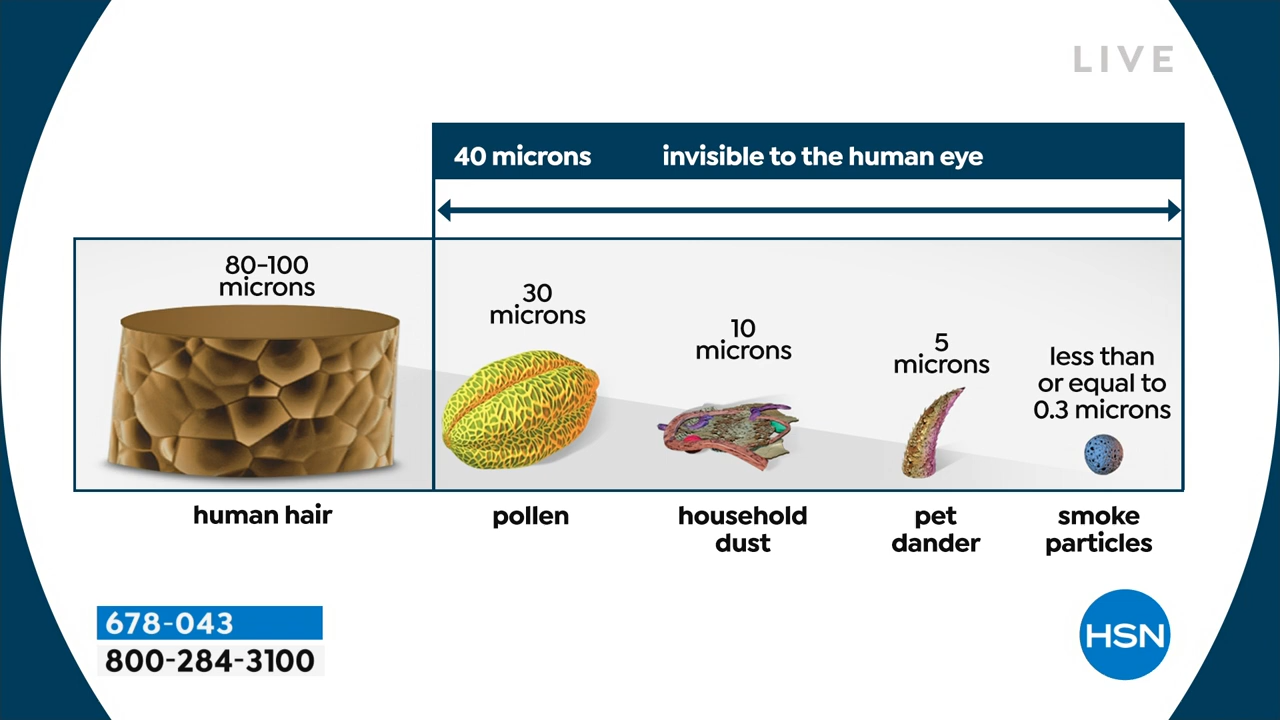 LIVE
40 microns
invisible to the human eye
80-100
microns
30
microns
10
microns
5
microns
less than
or equal to
0.3 microns
human hair
pollen
household
dust
pet
dander
smoke
particles
678-043
800-284-3100
HSN